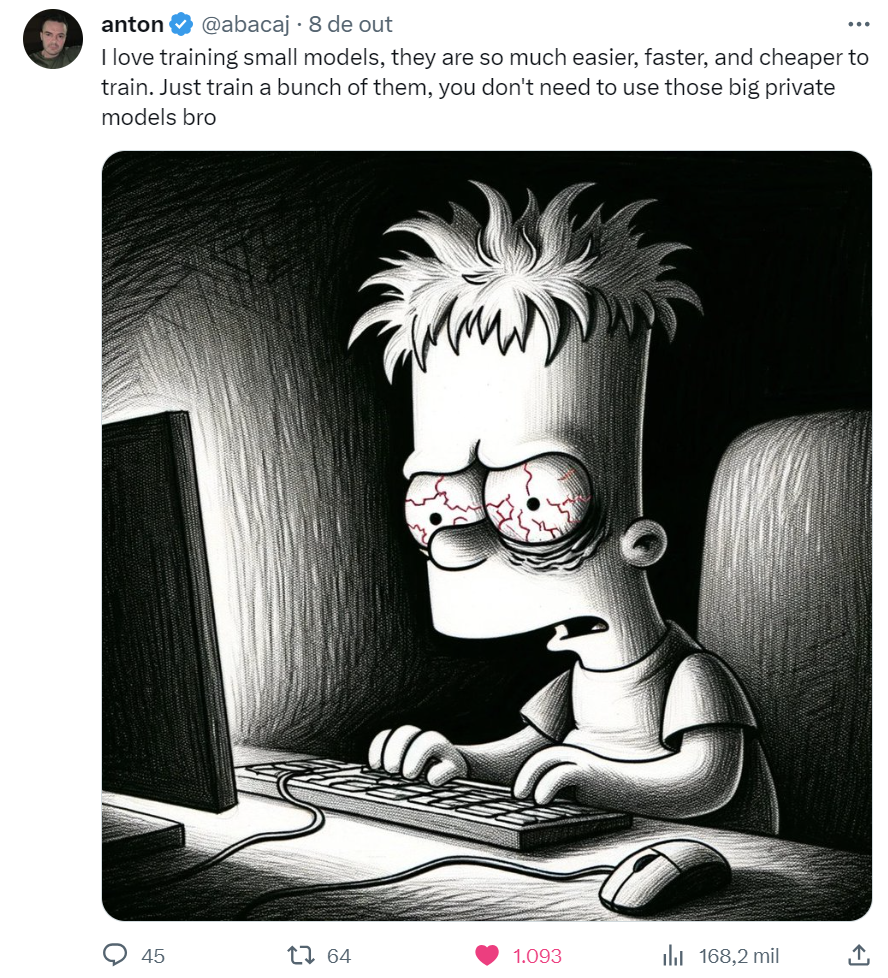 anton @abacaj · 8 de out
I love training small models, they are so much easier, faster, and cheaper to
train. Just train a bunch of them, you don't need to use those big private
models bro
45 64 1.093 168,2 mil